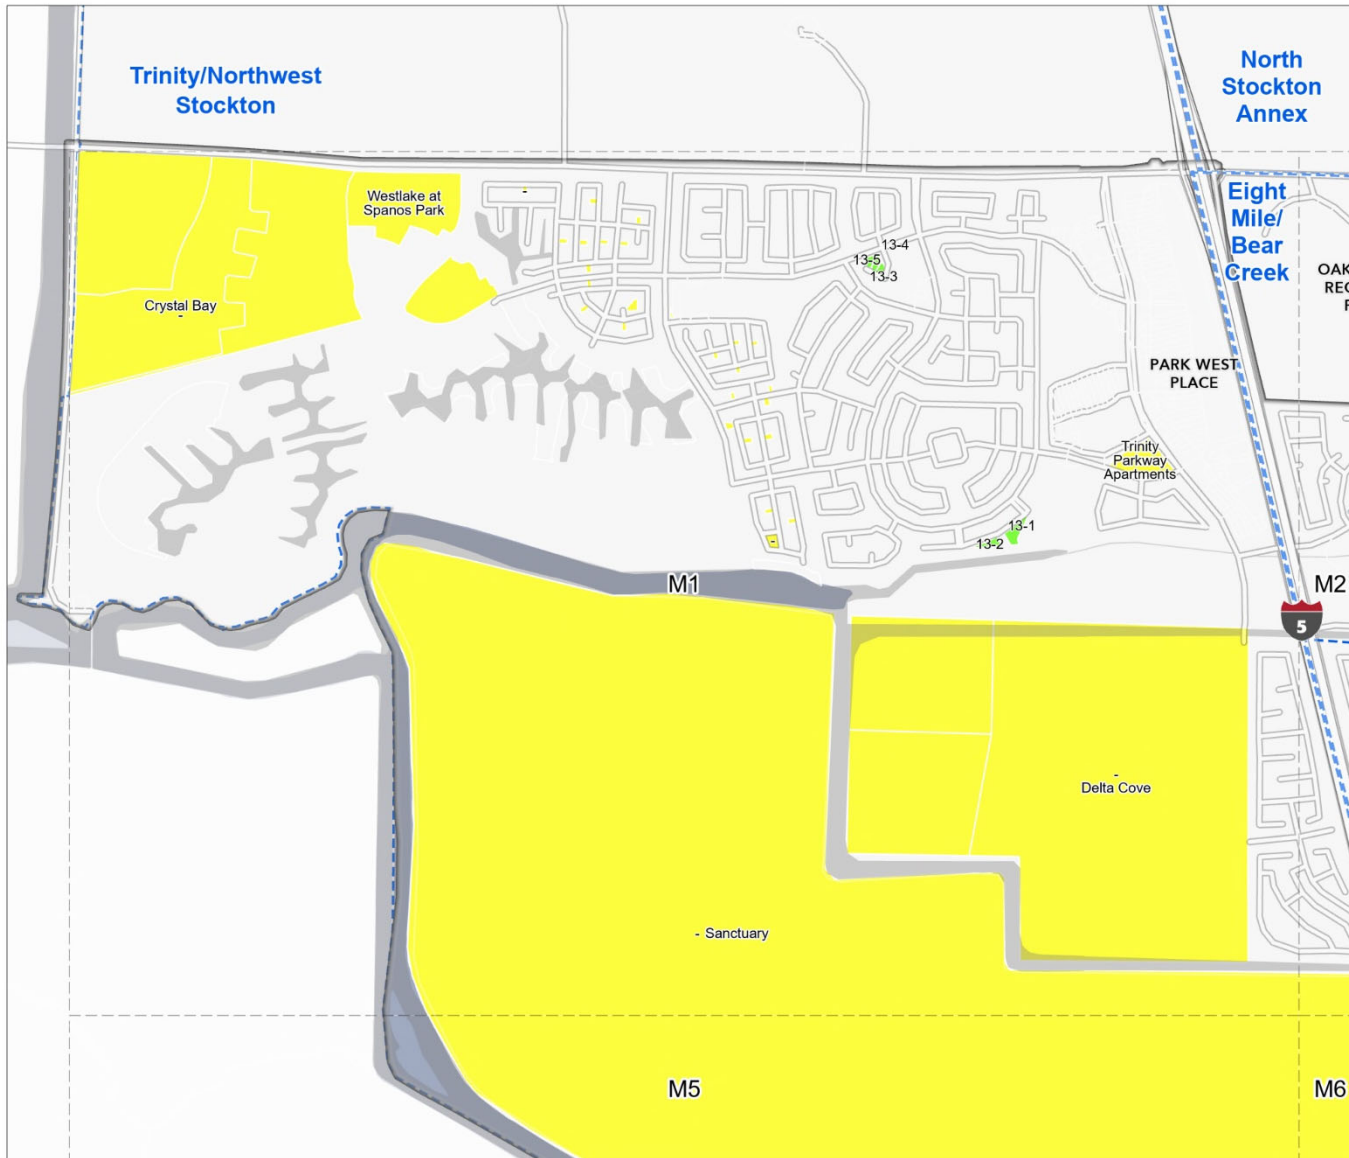 Trinity/Northwest
Stockton
North
Stockton
Annex
Eight
Mile/
Bear
Creek
Westlake at
Spanos Park
13-4
13-5
13-3
OAK
REC
Crystal Bay
-
-
PARK WEST
PLACE
Trinity
Parkway
Apartments
13-1
13-2
-
M1
M2
5
-
Delta Cove
- Sanctuary
M5
M6